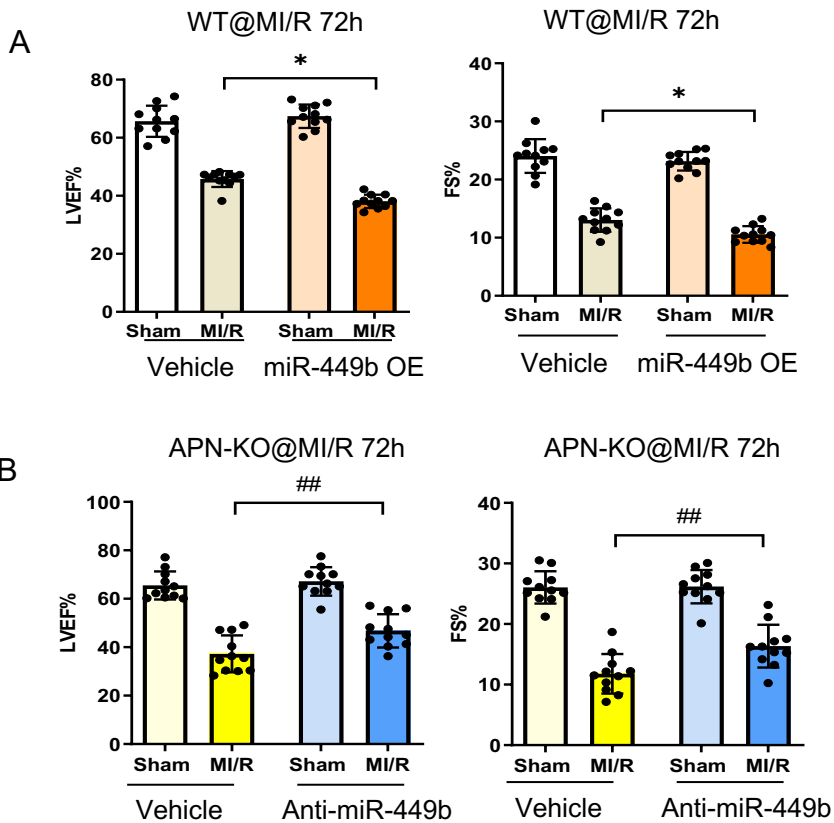 A
WT@MI/R 72h
WT@MI/R 72h
*
*
80
60
40
20
0
LVEF%
40
30
20
10
0
FS%
Sham MI/R Sham MI/R
Vehicle miR-449b OE
Sham MI/R Sham MI/R
Vehicle miR-449b OE
B
APN-KO@MI/R 72h
APN-KO@MI/R 72h
##
##
100
80
60
40
20
0
LVEF%
40
30
20
10
0
FS%
Sham MI/R Sham MI/R
Vehicle Anti-miR-449b
Sham MI/R Sham MI/R
Vehicle Anti-miR-449b